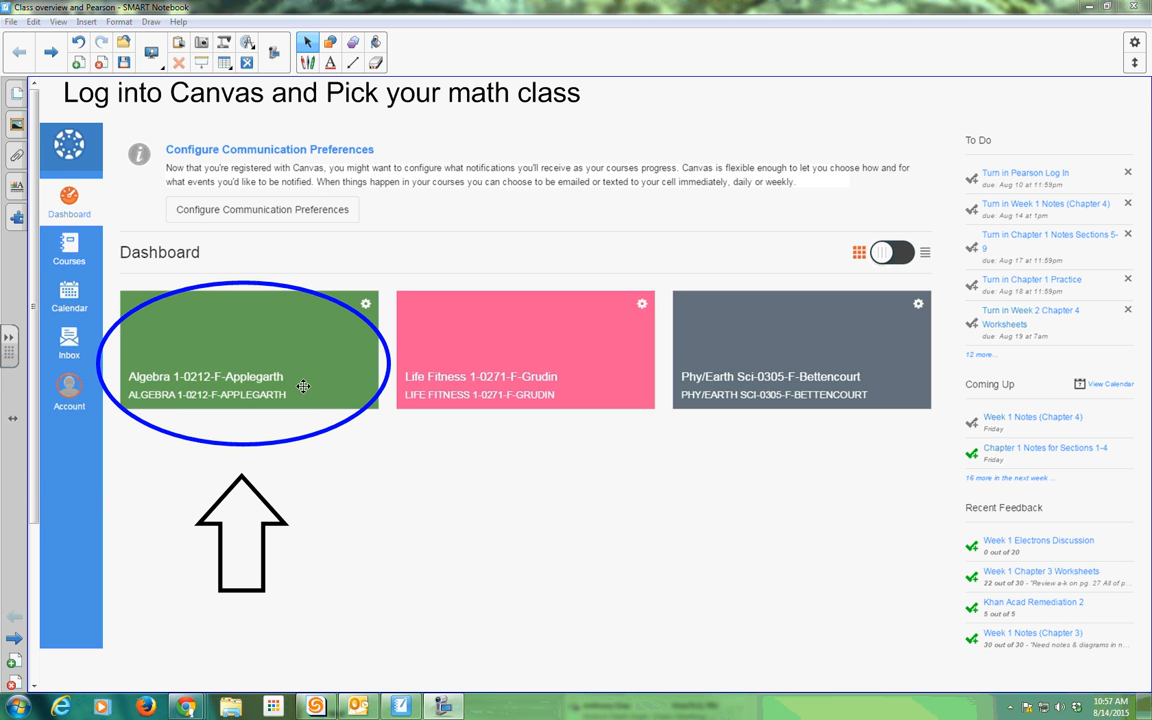 Class overview and Pearson - SMART Notebook
File Edit View Insert Format Draw Help
Log into Canvas and Pick your math class
Dashboard
Courses
Calendar
Inbox
Account
Configure Communication Preferences
Now that you're registered with Canvas, you might want to configure what notifications you'll receive as your courses progress. Canvas is flexible enough to let you choose how and for
what events you'd like to be notified. When things happen in your courses you can choose to be emailed or texted to your cell immediately, daily or weekly.
Configure Communication Preferences
Dashboard
Algebra 1-0212-F-Applegarth
ALGEBRA 1-0212-F-APPLEGARTH
Life Fitness 1-0271-F-Grudin
LIFE FITNESS 1-0271-F-GRUDIN
Phy/Earth Sci-0305-F-Bettencourt
PHY/EARTH SCI-0305-F-BETTENCOURT
To Do
Turn in Pearson Log In
due: Aug 10 at 11:59pm
Turn in Week 1 Notes (Chapter 4)
due: Aug 14 at 1pm
Turn in Chapter 1 Notes Sections 5-
9
due: Aug 17 at 11:59pm
Turn in Chapter 1 Practice
due: Aug 18 at 11:59pm
Turn in Week 2 Chapter 4
Worksheets
due: Aug 19 at 7am
12 more...
Coming Up
7 View Calendar
Week 1 Notes (Chapter 4)
Friday
Chapter 1 Notes for Sections 1-4
Friday
16 more in the next week ...
Recent Feedback
Week 1 Electrons Discussion
0 out of 20
Week 1 Chapter 3 Worksheets
22 out of 30 - "Review a-k on pg. 27 All of p...
Khan Acad Remediation 2
5 out of 5
Week 1 Notes (Chapter 3)
30 out of 30 - "Need notes & diagrams in n...
10:57 AM
8/14/2015